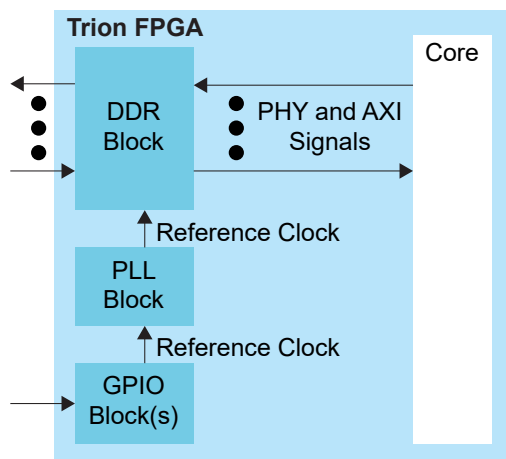 Trion FPGA
Core
DDR
Block
PHY and AXI
Signals
Reference Clock
PLL
Block
Reference Clock
GPIO
Block(s)